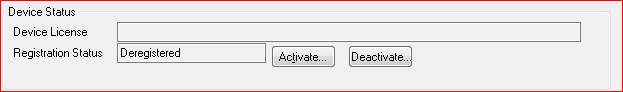 Device Status
Device License
Registration Status Deregistered Activate... Deactivate...